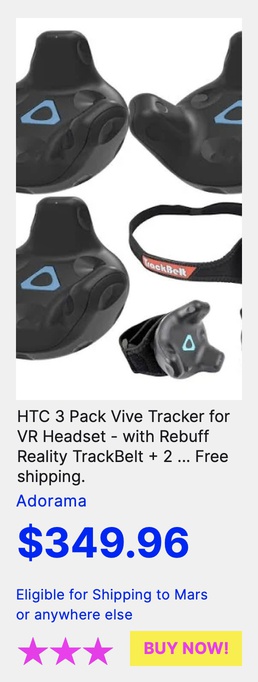 TrackBelt
HTC 3 Pack Vive Tracker for
VR Headset - with Rebuff
Reality TrackBelt + 2 ... Free
shipping.
Adorama
$349.96
Eligible for Shipping to Mars
or anywhere else
BUY NOW!